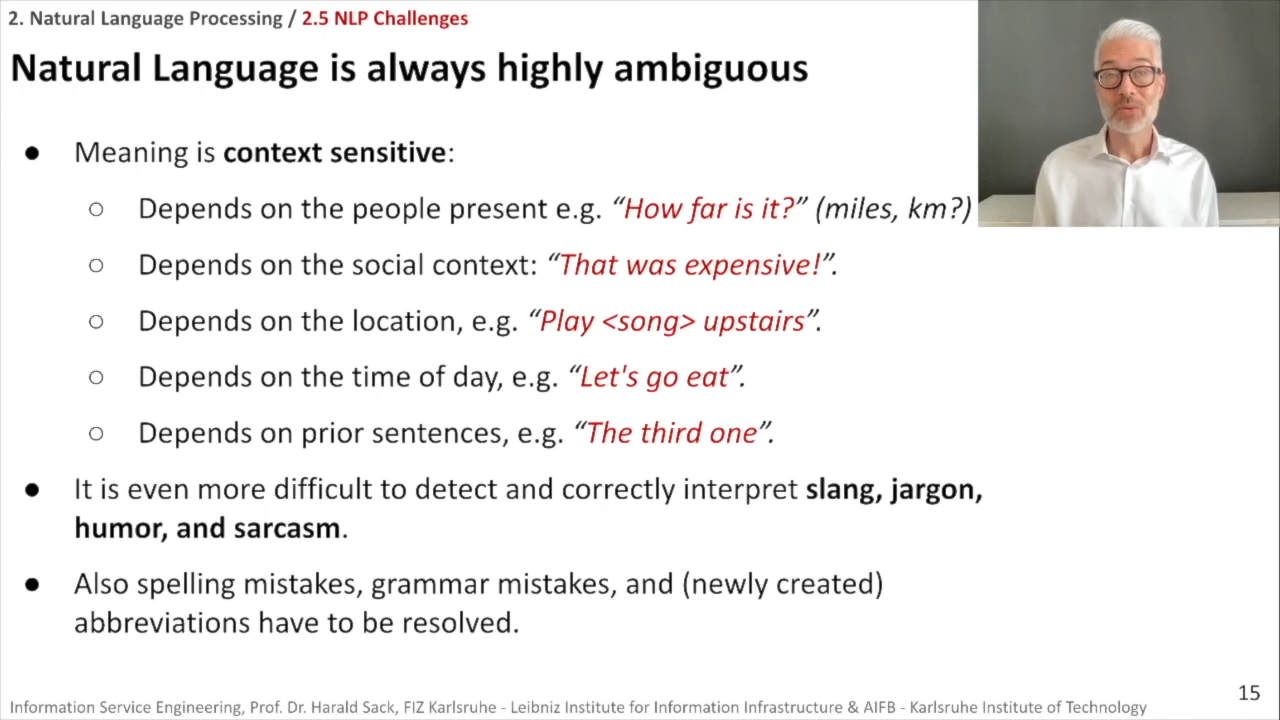 2. Natural Language Processing / 2.5 NLP Challenges
Natural Language is always highly ambiguous
● Meaning is context sensitive:
○ Depends on the people present e.g. “How far is it?” (miles, km?)
○ Depends on the social context: “That was expensive!”.
○ Depends on the location, e.g. “Play <song> upstairs”.
○ Depends on the time of day, e.g. “Let's go eat”.
○ Depends on prior sentences, e.g. “The third one”.
● It is even more difficult to detect and correctly interpret slang, jargon,
humor, and sarcasm.
● Also spelling mistakes, grammar mistakes, and (newly created)
abbreviations have to be resolved.
15
Information Service Engineering, Prof. Dr. Harald Sack, FIZ Karlsruhe - Leibniz Institute for Information Infrastructure & AIFB - Karlsruhe Institute of Technology